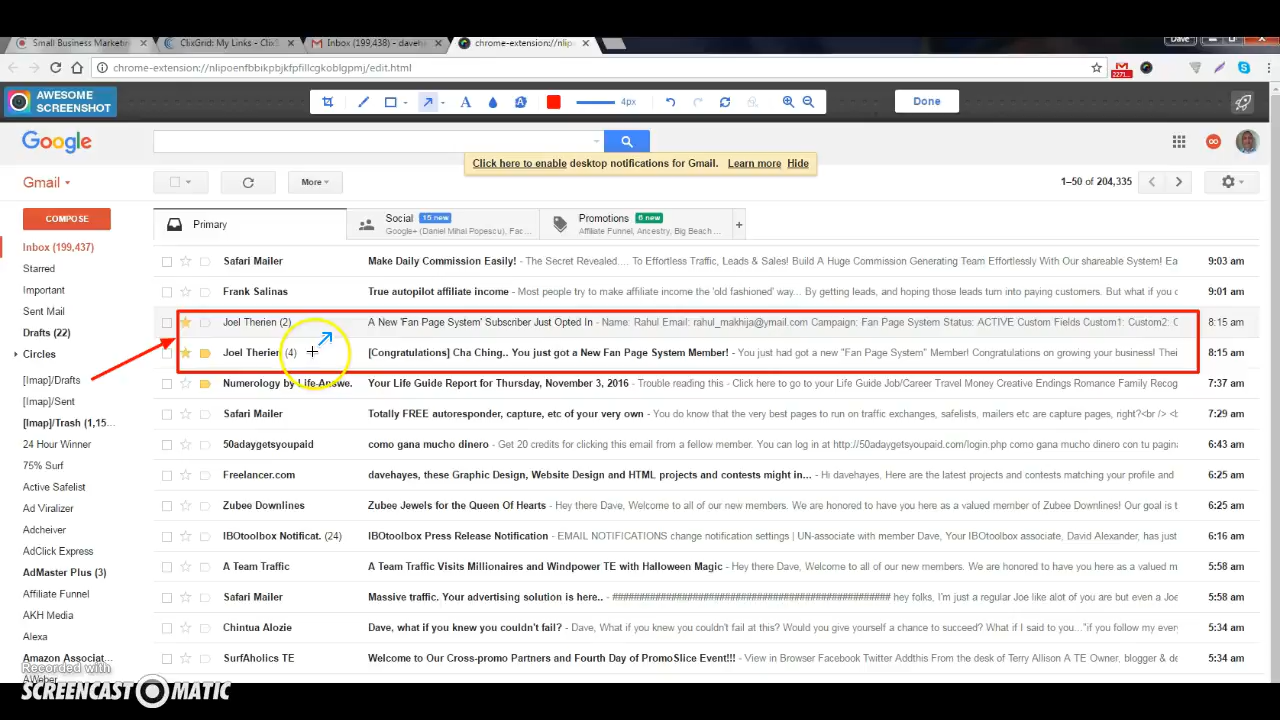 Small Business Marketin
ClixGrid: My Links - ClixG
Inbox (199,438) - daveh
chrome-extension://nlip
Dave
chrome-extension://nlipoenfbbikpbjkfpfillcgkoblgpmj/edit.html
2271
AWESOME
SCREENSHOT
A
4px
Done
Google
Click here to enable desktop notifications for Gmail. Learn more Hide
Gmail
More
1–50 of 204,335
COMPOSE
Primary
Social 15 new
Google+ (Daniel Mihal Popescu), Fac...
Promotions 6 new
Affiliate Funnel, Ancestry, Big Beach ...
+
Inbox (199,437)
Starred
Important
Sent Mail
Drafts (22)
Circles
[Imap]/Drafts
[Imap]/Sent
[Imap]/Trash (1,15...
24 Hour Winner
75% Surf
Active Safelist
Ad Viralizer
Adcheiver
AdClick Express
AdMaster Plus (3)
Affiliate Funnel
AKH Media
Alexa
Amazon Associat...
AWeber
Safari Mailer Make Daily Commission Easily! - The Secret Revealed.... To Effortless Traffic, Leads & Sales! Build A Huge Commission Generating Team Effortlessly With Our shareable System! Ea 9:03 am
Frank Salinas True autopilot affiliate income - Most people try to make affiliate income the 'old fashioned' way... By getting leads, and hoping those leads turn into paying customers. But what if you c 9:01 am
Joel Therien (2) A New 'Fan Page System' Subscriber Just Opted In - Name: Rahul Email: rahul_makhija@ymail.com Campaign: Fan Page System Status: ACTIVE Custom Fields Custom1: Custom2: C 8:15 am
Joel Therien (4) [Congratulations] Cha Ching.. You just got a New Fan Page System Member! - You just had got a new "Fan Page System" Member! Congratulations on growing your business! Thei 8:15 am
Numerology by Life-Answe. Your Life Guide Report for Thursday, November 3, 2016 - Trouble reading this - Click here to go to your Life Guide Job/Career Travel Money Creative Endings Romance Family Recog 7:37 am
Safari Mailer Totally FREE autoresponder, capture, etc of your very own - You do know that the very best pages to run on traffic exchanges, safelists, mailers etc are capture pages, right?<br /> <b 7:29 am
50adaygetsyoupaid como gana mucho dinero - Get 20 credits for clicking this email from a fellow member. You can log in at http://50adaygetsyoupaid.com/login.php como gana mucho dinero con tu pagina 6:43 am
Freelancer.com davehayes, these Graphic Design, Website Design and HTML projects and contests might in... - Hi davehayes, Here are the latest projects and contests matching your profile and 6:25 am
Zubee Downlines Zubee Jewels for the Queen Of Hearts - Hey there Dave, Welcome to all of our new members. We are honored to have you here as a valued member of Zubee Downlines! Our goal is t 6:25 am
IBOtoolbox Notificat. (24) IBOtoolbox Press Release Notification - EMAIL NOTIFICATIONS change notification settings | UN-associate with member Dave, Your IBOtoolbox associate, David Alexander, has just 6:16 am
A Team Traffic A Team Traffic Visits Millionaires and Windpower TE with Halloween Magic - Hey there Dave, Welcome to all of our new members. We are honored to have you here as a valued m 5:58 am
Safari Mailer Massive traffic. Your advertising solution is here.. - hey folks, I'm just a regular Joe like alot of you are but even a Joe 5:58 am
Chintua Alozie Dave, what if you knew you couldn't fail? - Dave, What if you knew you couldn't fail at this? Would you give yourself a chance to succeed? What if I said to you..."if you follow my every 5:34 am
SurfAholics TE Welcome to Our Cross-promo Partners and Fourth Day of PromoSlice Event!!! - View in Browser Facebook Twitter Addthis From the desk of Terry Allison A TE Owner, blogger & de 5:34 am
Recorded with
SCREENCAST-O-MATIC